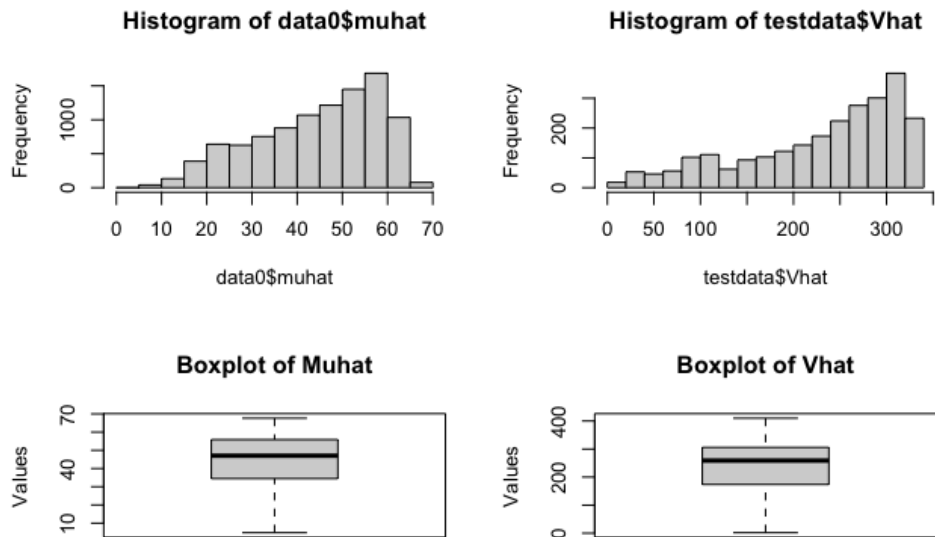 Histogram of data0$muhat
Frequency
0 1000
0 10 20 30 40 50 60 70
data0$muhat
Histogram of testdata$Vhat
Frequency
0 200
0 50 100 200 300
testdata$Vhat
Boxplot of Muhat
Values
10 40 70
Boxplot of Vhat
Values
0 200 400